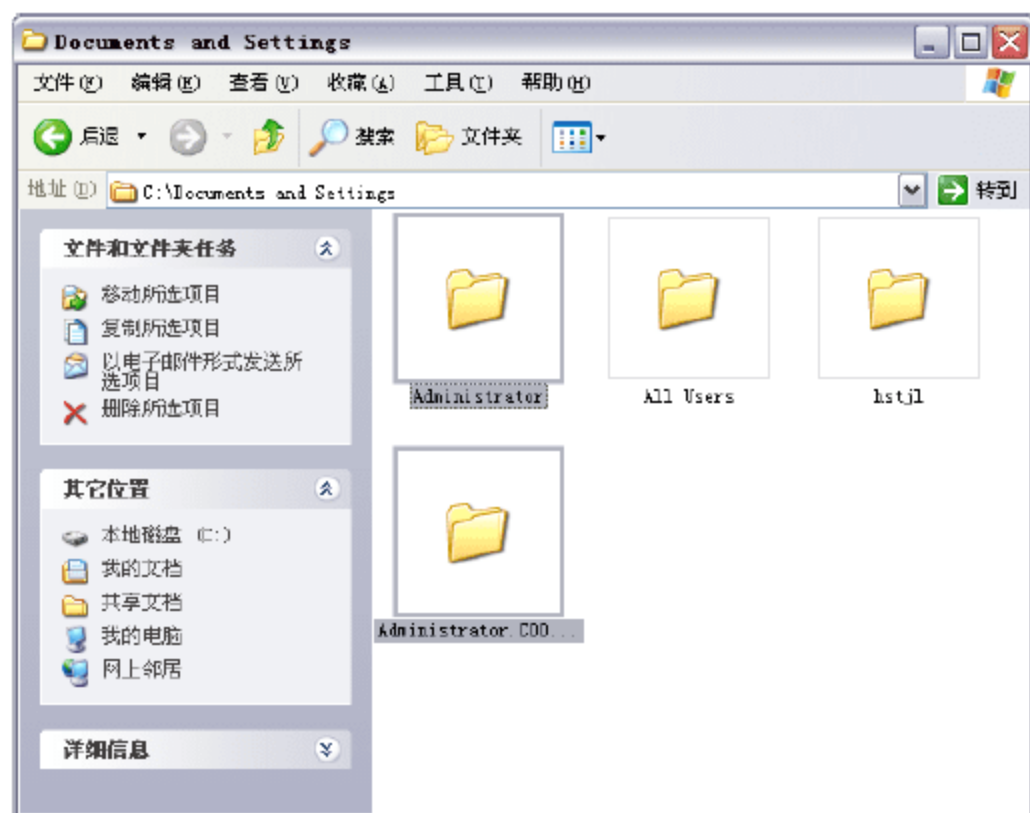 Documents and Settings
文件(F) 编辑(E) 查看(V) 收藏(A) 工具(T) 帮助(H)
后退 搜索 文件夹
地址(D) C:\Documents and Settings 转到
文件和文件夹任务
移动所选项目
复制所选项目
以电子邮件形式发送所
选项目
删除所选项目
其它位置
本地磁盘 (C:)
我的文档
共享文档
我的电脑
网上邻居
详细信息
Administrator All Users hstjl
Administrator.COO...